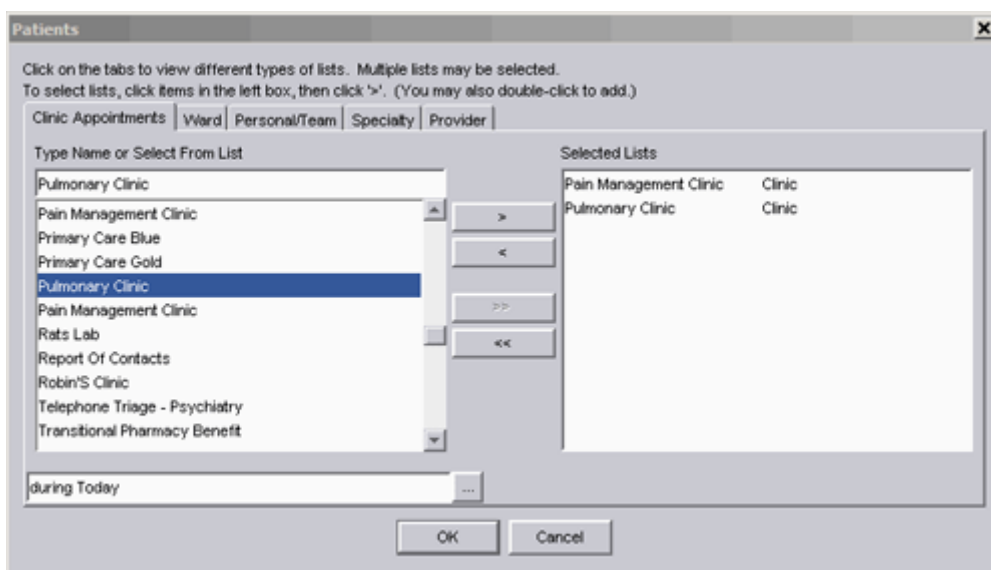 Patients
Click on the tabs to view different types of lists. Multiple lists may be selected.
To select lists, click items in the left box, then click '>'. (You may also double-click to add.)
Clinic Appointments Ward Personal/Team Specialty Provider
Type Name or Select From List
Pulmonary Clinic
Pain Management Clinic
Primary Care Blue
Primary Care Gold
Pulmonary Clinic
Pain Management Clinic
Rats Lab
Report Of Contacts
Robin'S Clinic
Telephone Triage - Psychiatry
Transitional Pharmacy Benefit
>
<
>>
<<
Selected Lists
Pain Management Clinic Clinic
Pulmonary Clinic Clinic
during Today ...
OK Cancel